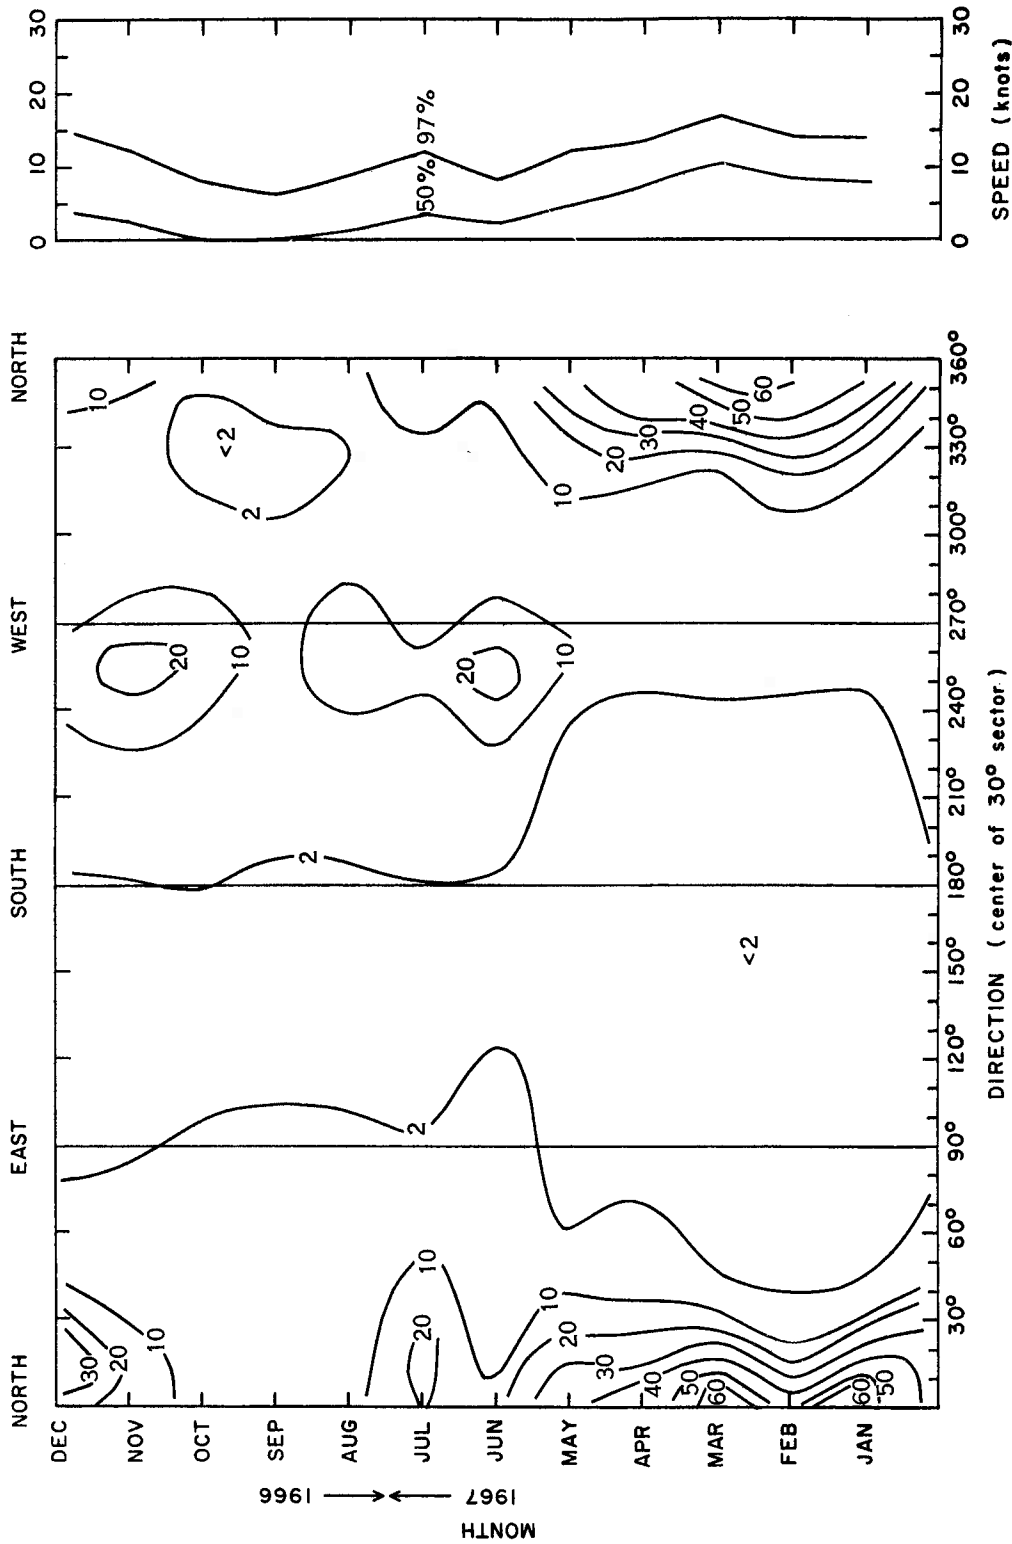 30
20
10
0
97%
50%
30
20
10
0
SPEED (knots)
NORTH
WEST
SOUTH
EAST
NORTH
10
<2
2
20
10
2
2
20
10
10
20
30
40
50
60
<2
30
20
10
10
20
10
20
30
40
50
60
60
50
360°
330°
300°
270°
240°
210°
180°
150°
120°
90°
60°
30°
DIRECTION (center of 30° sector)
DEC
NOV
OCT
SEP
AUG
JUL
JUN
MAY
APR
MAR
FEB
JAN
1966
1967
MONTH